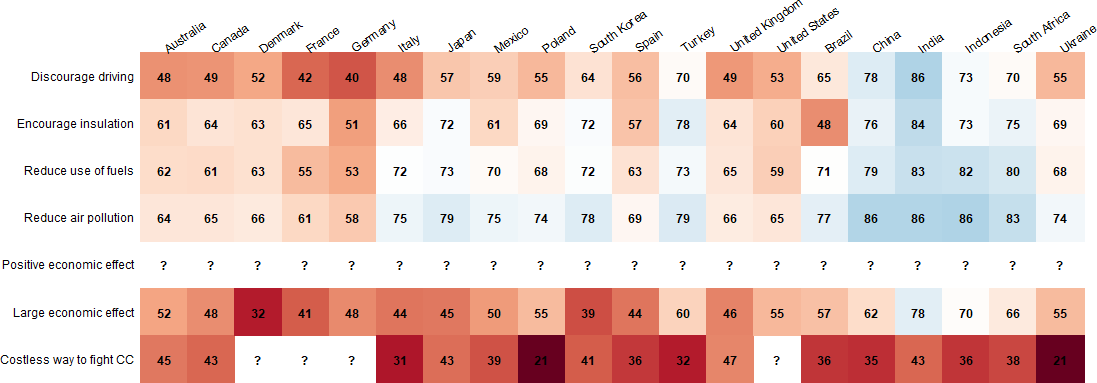 Australia Canada Denmark France Germany Italy Japan Mexico Poland South Korea Spain Turkey United Kingdom United States Brazil China India Indonesia South Africa Ukraine
Discourage driving 48 49 52 42 40 48 57 59 55 64 56 70 49 53 65 78 86 73 70 55
Encourage insulation 61 64 63 65 51 66 72 61 69 72 57 78 64 60 48 76 84 73 75 69
Reduce use of fuels 62 61 63 55 53 72 73 70 68 72 63 73 65 59 71 79 83 82 80 68
Reduce air pollution 64 65 66 61 58 75 79 75 74 78 69 79 66 65 77 86 86 86 83 74
Positive economic effect ? ? ? ? ? ? ? ? ? ? ? ? ? ? ? ? ? ? ? ?
Large economic effect 52 48 32 41 48 44 45 50 55 39 44 60 46 55 57 62 78 70 66 55
Costless way to fight CC 45 43 ? ? ? 31 43 39 21 41 36 32 47 ? 36 35 43 36 38 21